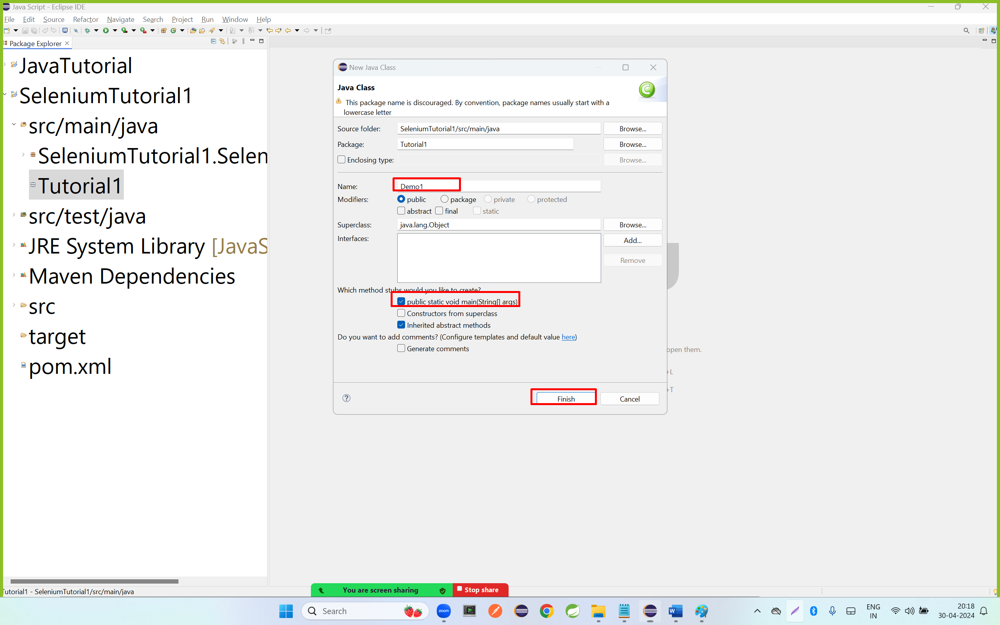 Java Script - Eclipse IDE
File Edit Source Refactor Navigate Search Project Run Window Help
Package Explorer
JavaTutorial
SeleniumTutorial1
src/main/java
SeleniumTutorial1.Selen
Tutorial1
src/test/java
JRE System Library [JavaS
Maven Dependencies
src
target
pom.xml
New Java Class
Java Class
This package name is discouraged. By convention, package names usually start with a
lowercase letter
Source folder: SeleniumTutorial1/src/main/java Browse...
Package: Tutorial1 Browse...
Enclosing type: Browse...
Name: Demo1
Modifiers: public package private protected
abstract final static
Superclass: java.lang.Object Browse...
Interfaces: Add...
Remove
Which method stubs would you like to create?
public static void main(String[] args)
Constructors from superclass
Inherited abstract methods
Do you want to add comments? (Configure templates and default value here)
Generate comments
open them.
+L
+T
Finish Cancel
Tutorial1 - SeleniumTutorial1/src/main/java
You are screen sharing Stop share
Search
zoom
ENG
IN
20:18
30-04-2024